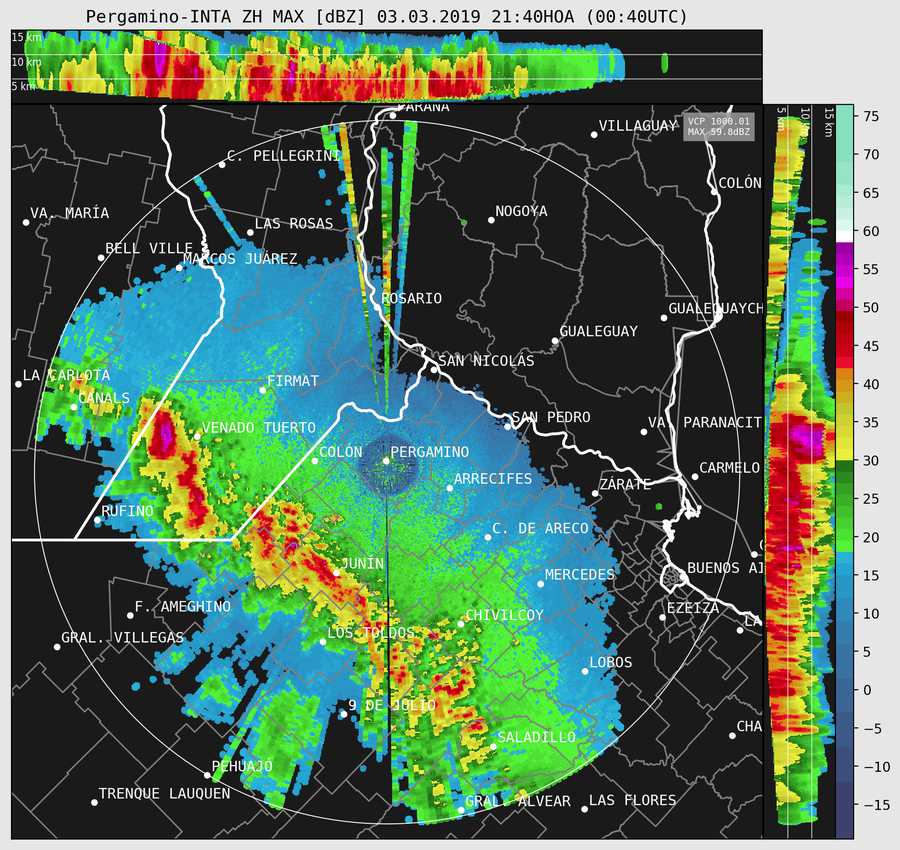 Pergamino-INTA ZH MAX [dBZ] 03.03.2019 21:40HOA (00:40UTC)
15 km
10 km
5 km
PARANÁ
VILLAGUAY
VCP 1000.01
MAX 59.8dBZ
5 km
10 km
15 km
C. PELLEGRINI
COLÓN
VA. MARÍA
LAS ROSAS
NOGOYA
BELL VILLE
MARCOS JUÁREZ
ROSARIO
GUALEGUAYCH
GUALEGUAY
LA CARLOTA
SAN NICOLÁS
CANALS
FIRMAT
SAN PEDRO
VENADO TUERTO
VA. PARANACIT
COLÓN
PERGAMINO
CARMELO
ARRECIFES
ZÁRATE
RUFINO
C. DE ARECO
JUNÍN
MERCEDES
BUENOS AI
F. AMEGHINO
CHIVILCOY
EZEIZA
LA
GRAL. VILLEGAS
LOS TOLDOS
LOBOS
9 DE JULIO
CHA
SALADILLO
PEHUAJÓ
TRENQUE LAUQUEN
GRAL. ALVEAR
LAS FLORES
75
70
65
60
55
50
45
40
35
30
25
20
15
10
5
0
−5
−10
−15